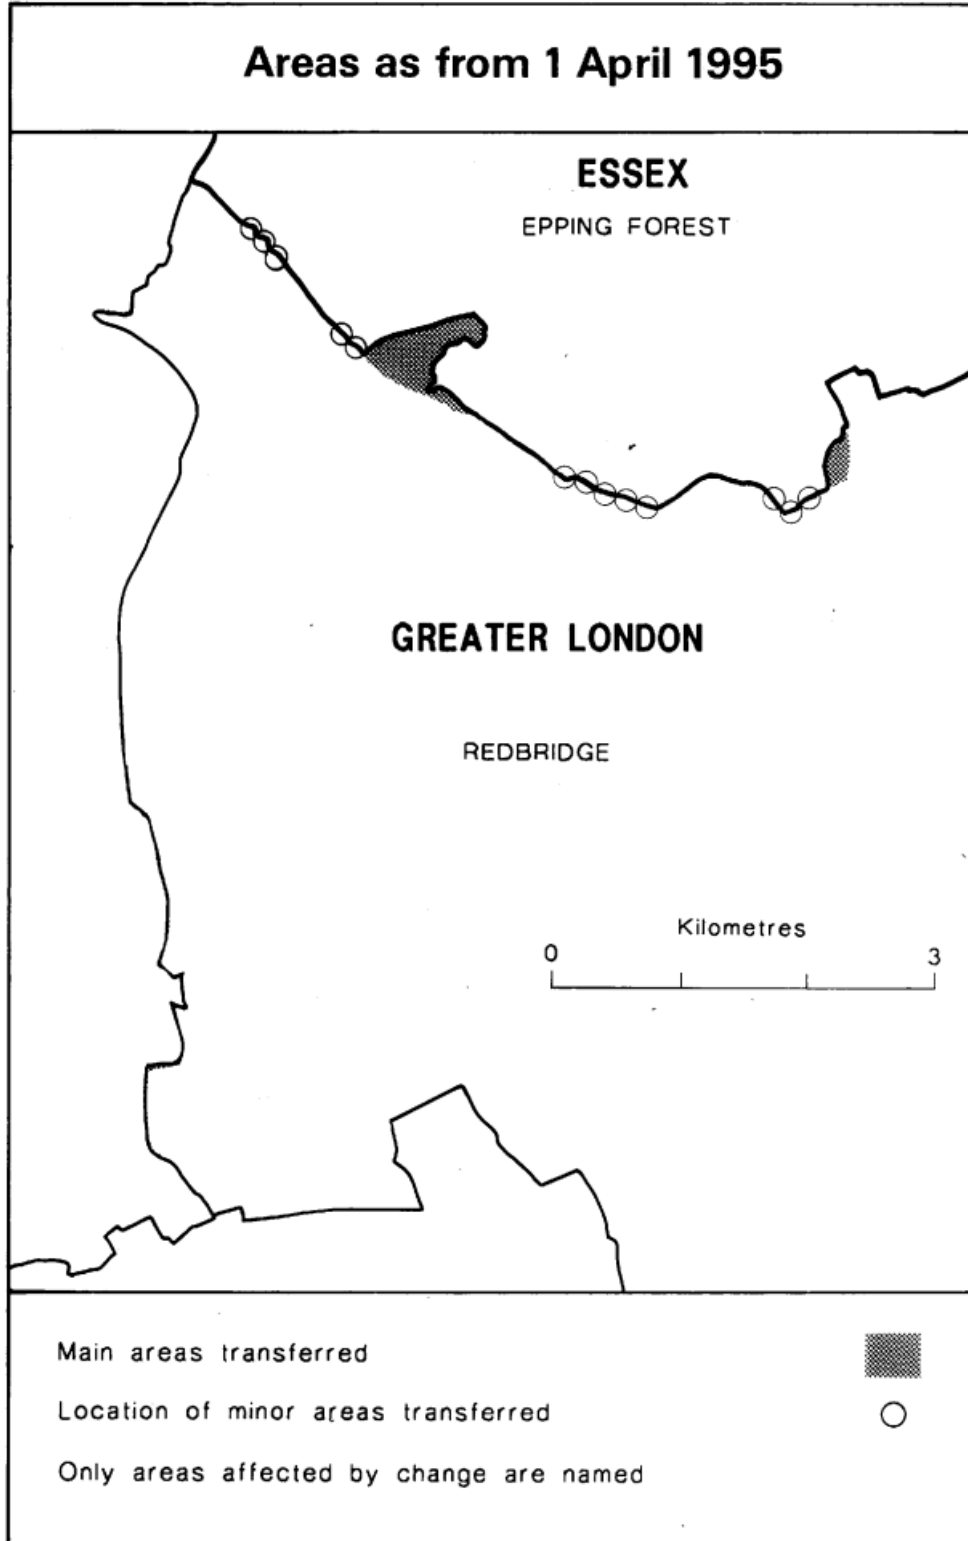 Areas as from 1 April 1995
ESSEX
EPPING FOREST
GREATER LONDON
REDBRIDGE
Kilometres
0 3
Main areas transferred
Location of minor areas transferred
Only areas affected by change are named